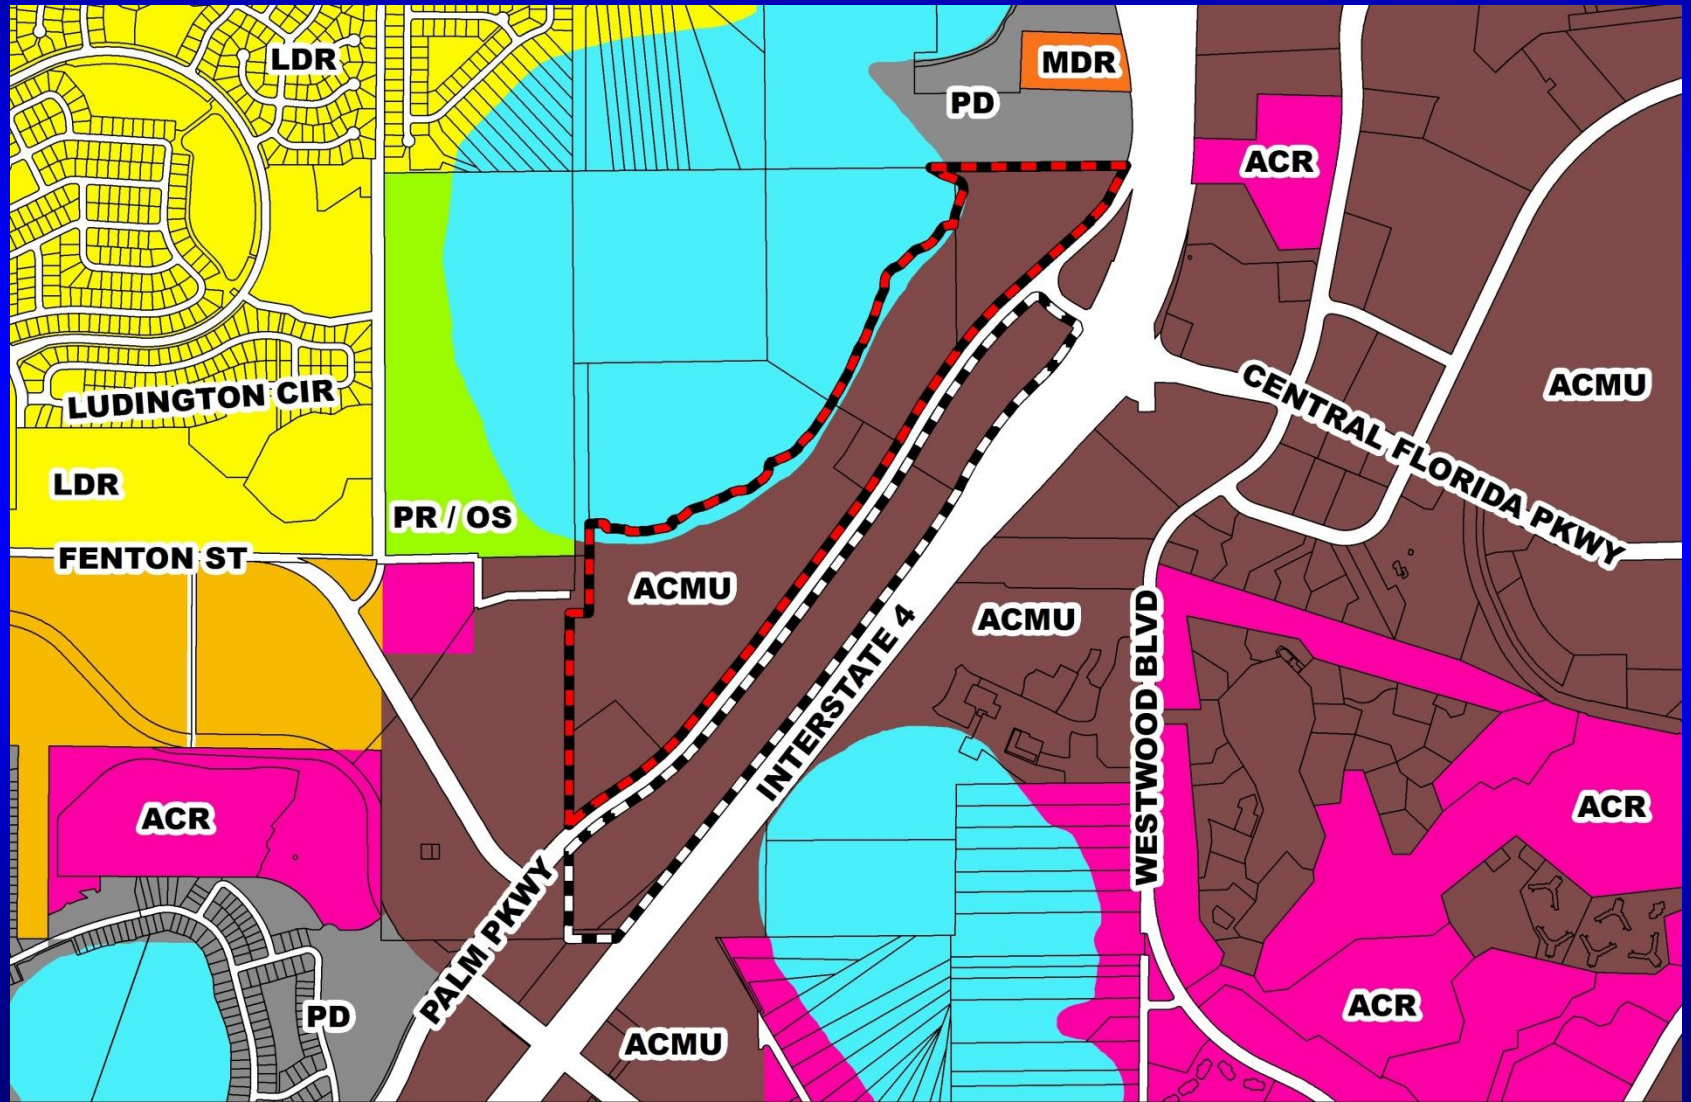 LDR
MDR
PD
ACR
LUDINGTON CIR
CENTRAL FLORIDA PKWY
ACMU
LDR
PR / OS
FENTON ST
ACMU
ACMU
WESTWOOD BLVD
INTERSTATE 4
ACR
ACR
PALM PKWY
PD
ACMU
ACR